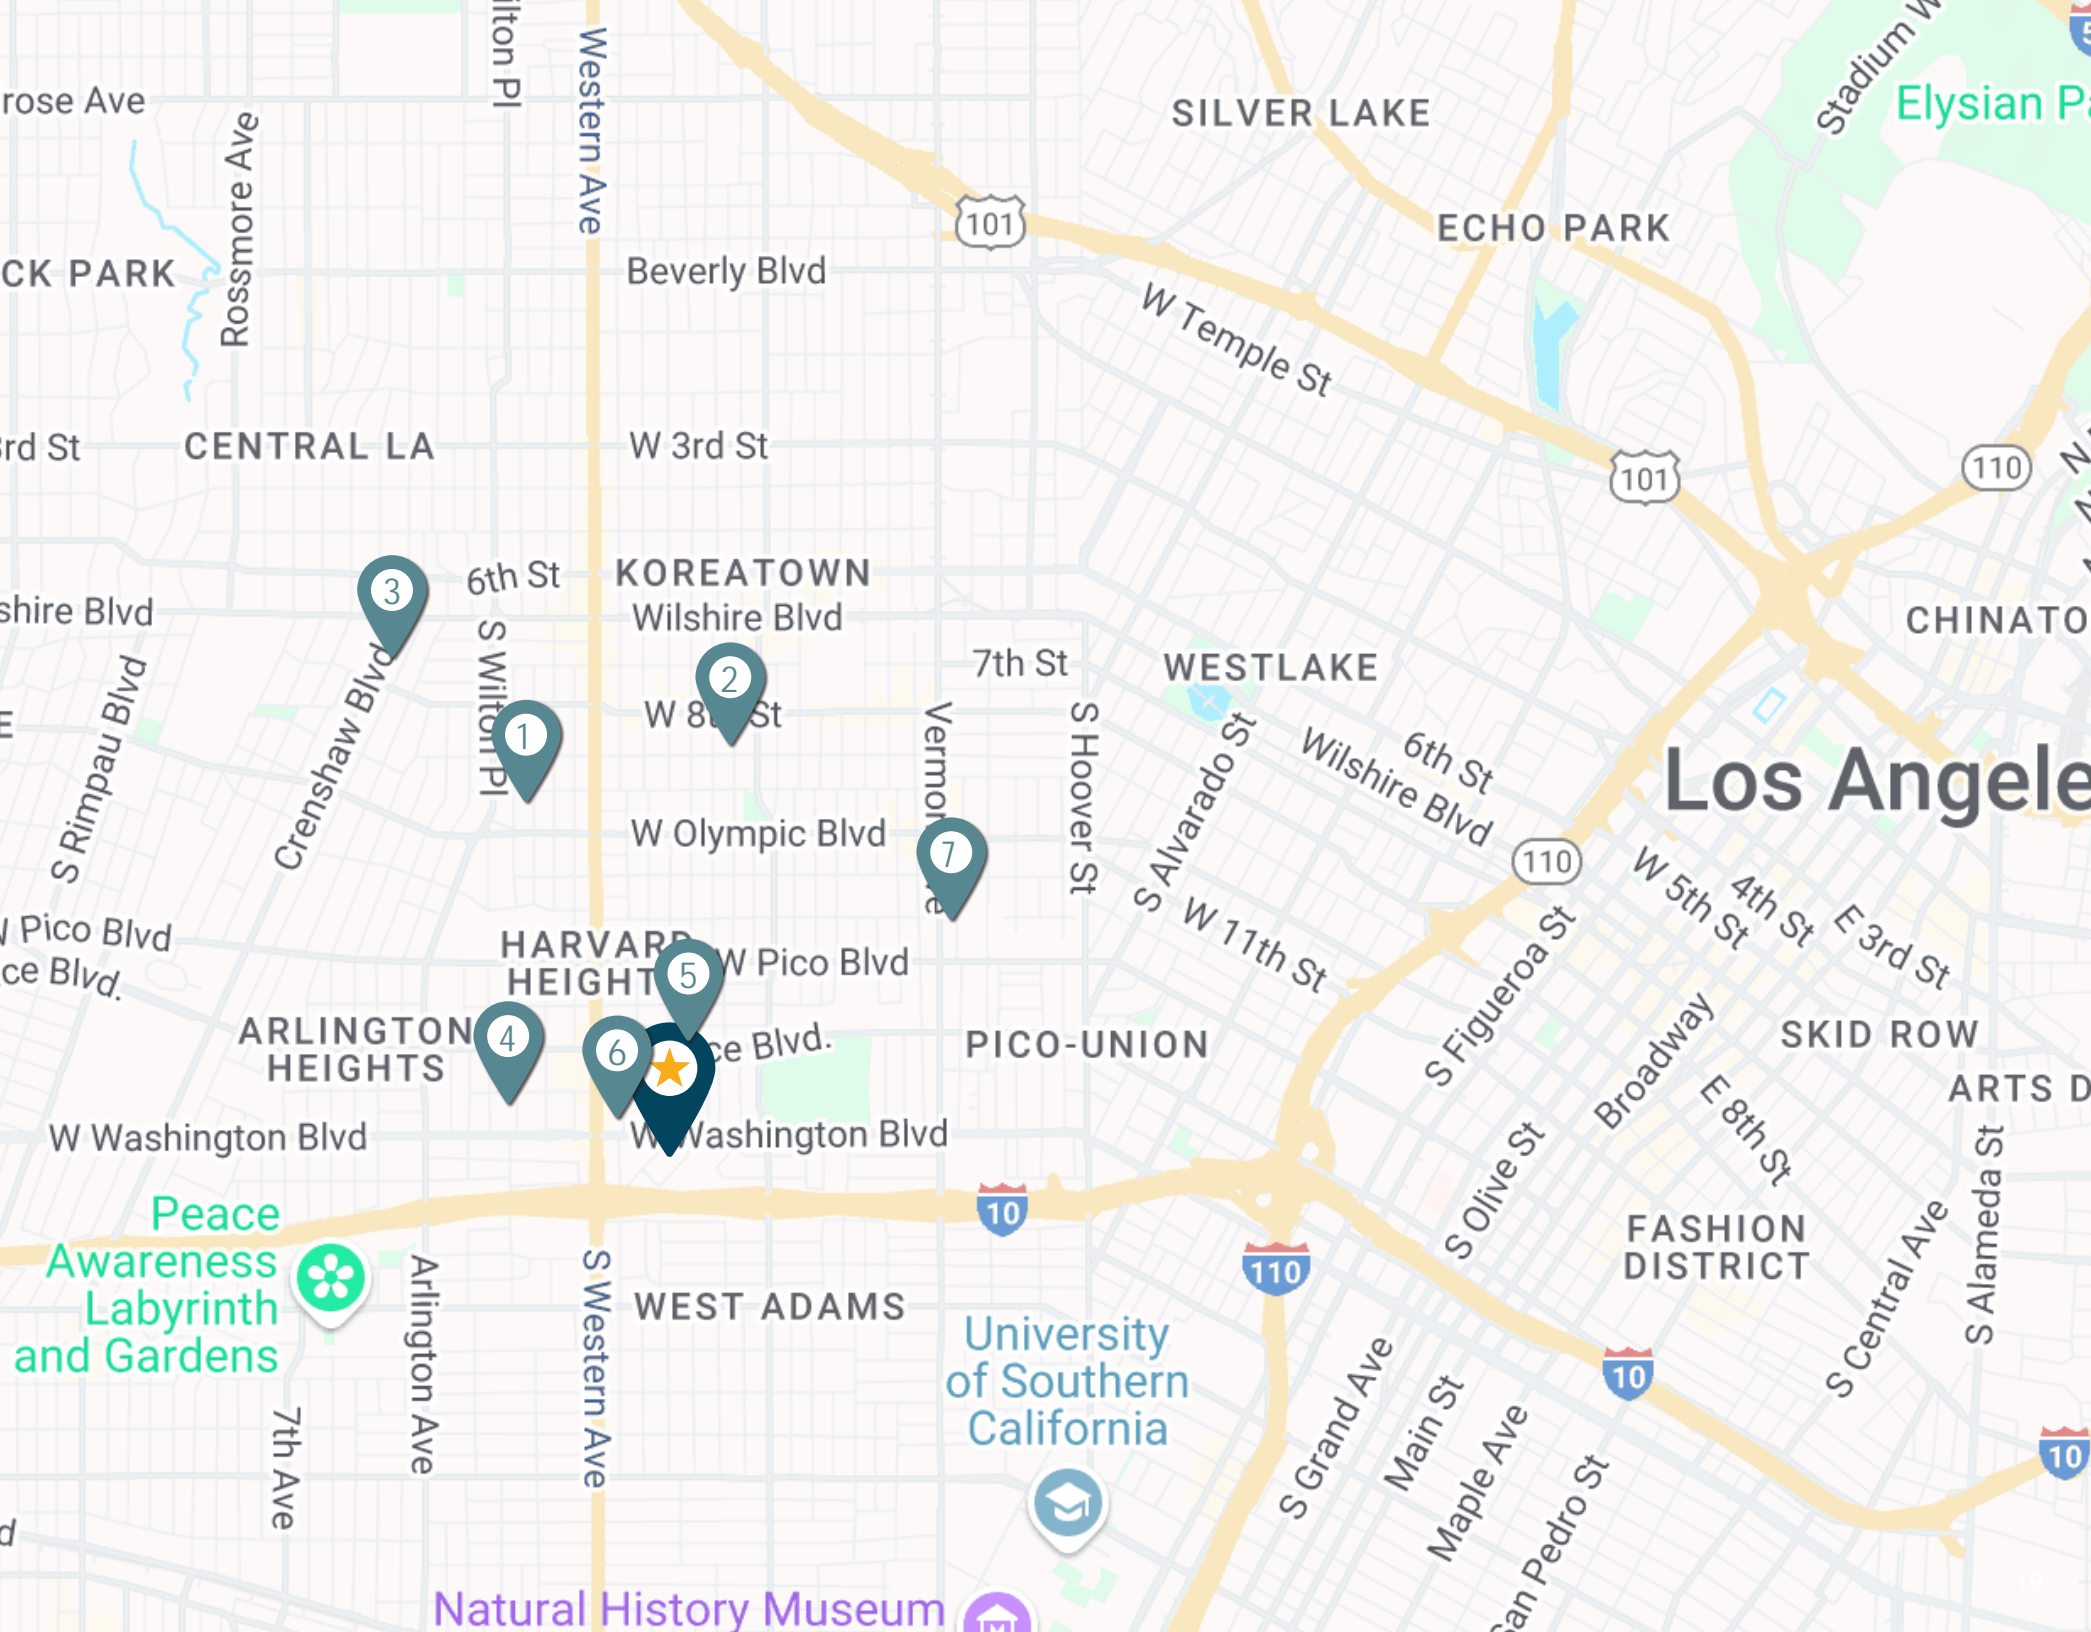 ilton Pl
Western Ave
rose Ave
Rossmore Ave
SILVER LAKE
Stadium W
Elysian Pa
5
101
ECHO PARK
CK PARK
Beverly Blvd
W Temple St
3rd St
CENTRAL LA
W 3rd St
101
110
3
6th St
KOREATOWN
shire Blvd
Wilshire Blvd
CHINATO
S Wilton Pl
2
7th St
WESTLAKE
W 8th St
1
S Rimpau Blvd
Crenshaw Blvd
Vermont Ave
S Hoover St
S Alvarado St
6th St
Wilshire Blvd
Los Angele
W Olympic Blvd
7
110
W 5th St
4th St
E 3rd St
W Pico Blvd
ce Blvd.
HARVARD
HEIGHT
5
W Pico Blvd
W 11th St
S Figueroa St
ARLINGTON
HEIGHTS
4
6
ce Blvd.
PICO-UNION
Broadway
SKID ROW
E 8th St
ARTS D
W Washington Blvd
W Washington Blvd
S Olive St
S Alameda St
10
Peace
Awareness
Labyrinth
and Gardens
Arlington Ave
S Western Ave
WEST ADAMS
110
FASHION
DISTRICT
S Central Ave
University
of Southern
California
10
S Grand Ave
Main St
Maple Ave
San Pedro St
7th Ave
10
d
Natural History Museum
19